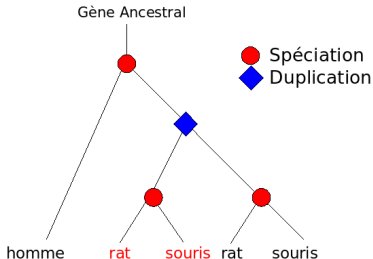 Gène Ancestral
Spéciation
Duplication
homme rat souris rat souris